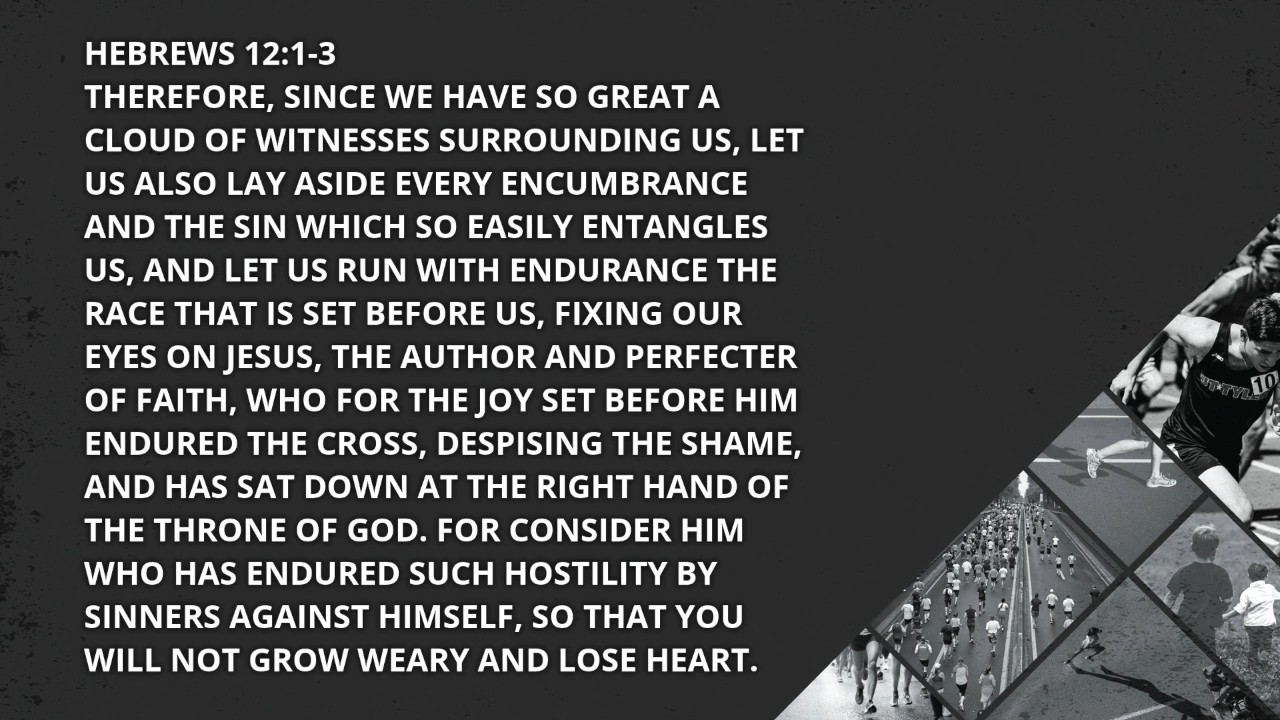 HEBREWS 12:1-3
THEREFORE, SINCE WE HAVE SO GREAT A
CLOUD OF WITNESSES SURROUNDING US, LET
US ALSO LAY ASIDE EVERY ENCUMBRANCE
AND THE SIN WHICH SO EASILY ENTANGLES
US, AND LET US RUN WITH ENDURANCE THE
RACE THAT IS SET BEFORE US, FIXING OUR
EYES ON JESUS, THE AUTHOR AND PERFECTER
OF FAITH, WHO FOR THE JOY SET BEFORE HIM
ENDURED THE CROSS, DESPISING THE SHAME,
AND HAS SAT DOWN AT THE RIGHT HAND OF
THE THRONE OF GOD. FOR CONSIDER HIM
WHO HAS ENDURED SUCH HOSTILITY BY
SINNERS AGAINST HIMSELF, SO THAT YOU
WILL NOT GROW WEARY AND LOSE HEART.
10